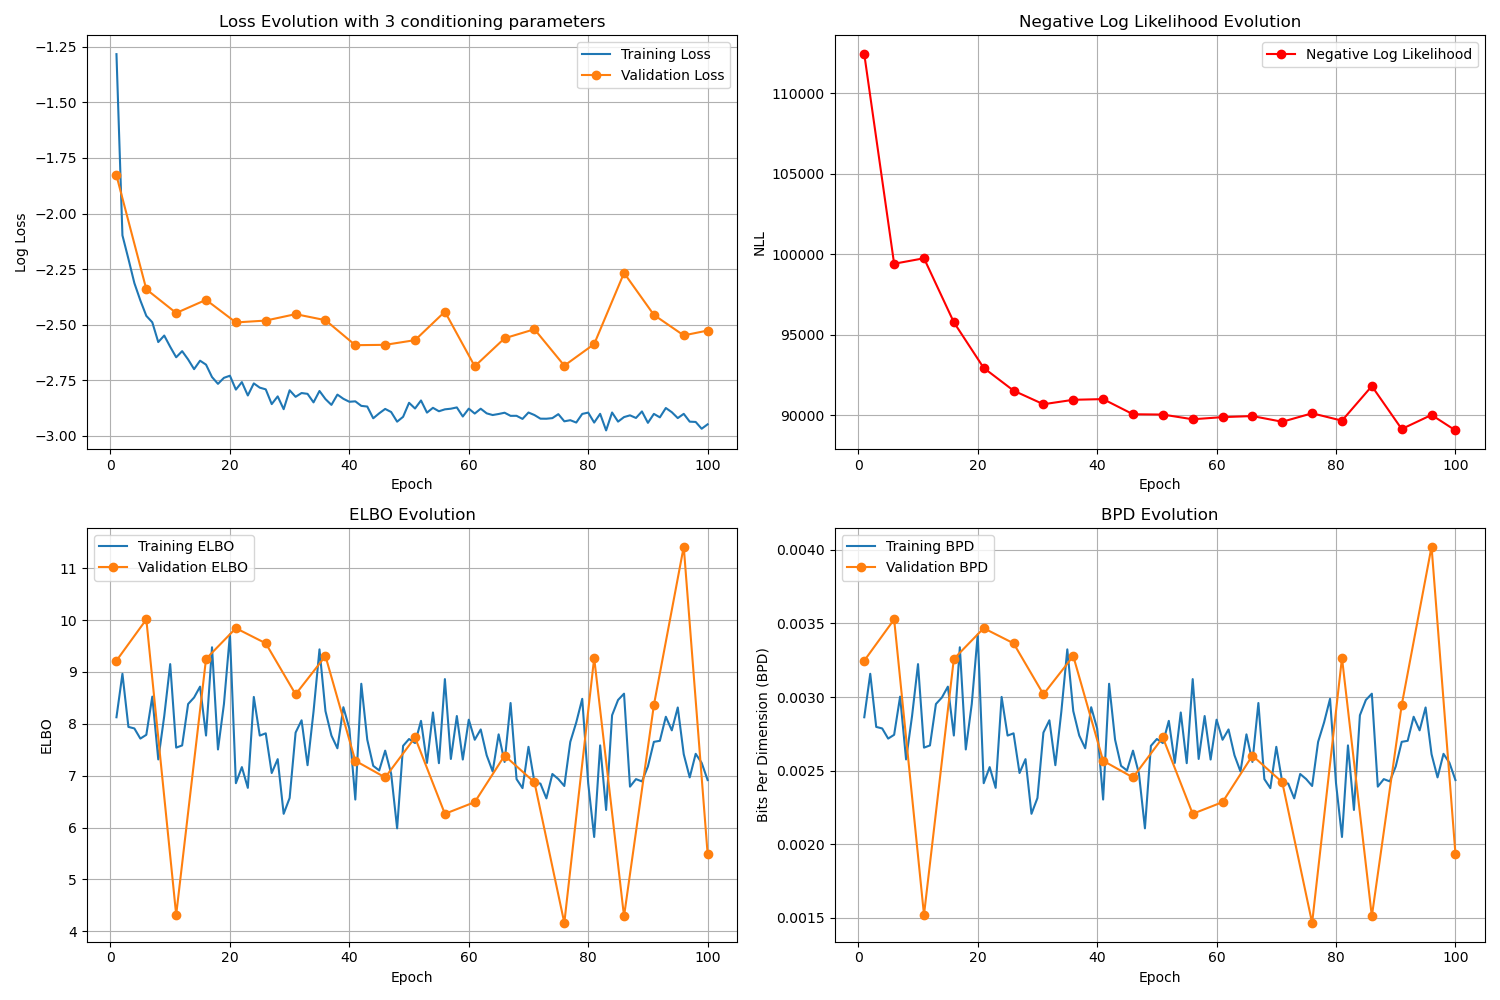 Loss Evolution with 3 conditioning parameters
Training Loss
Validation Loss
Log Loss
−1.25
−1.50
−1.75
−2.00
−2.25
−2.50
−2.75
−3.00
0 20 40 60 80 100
Epoch
Negative Log Likelihood Evolution
Negative Log Likelihood
NLL
110000
105000
100000
95000
90000
0 20 40 60 80 100
Epoch
ELBO Evolution
Training ELBO
Validation ELBO
ELBO
11
10
9
8
7
6
5
4
0 20 40 60 80 100
Epoch
BPD Evolution
Training BPD
Validation BPD
Bits Per Dimension (BPD)
0.0040
0.0035
0.0030
0.0025
0.0020
0.0015
0 20 40 60 80 100
Epoch